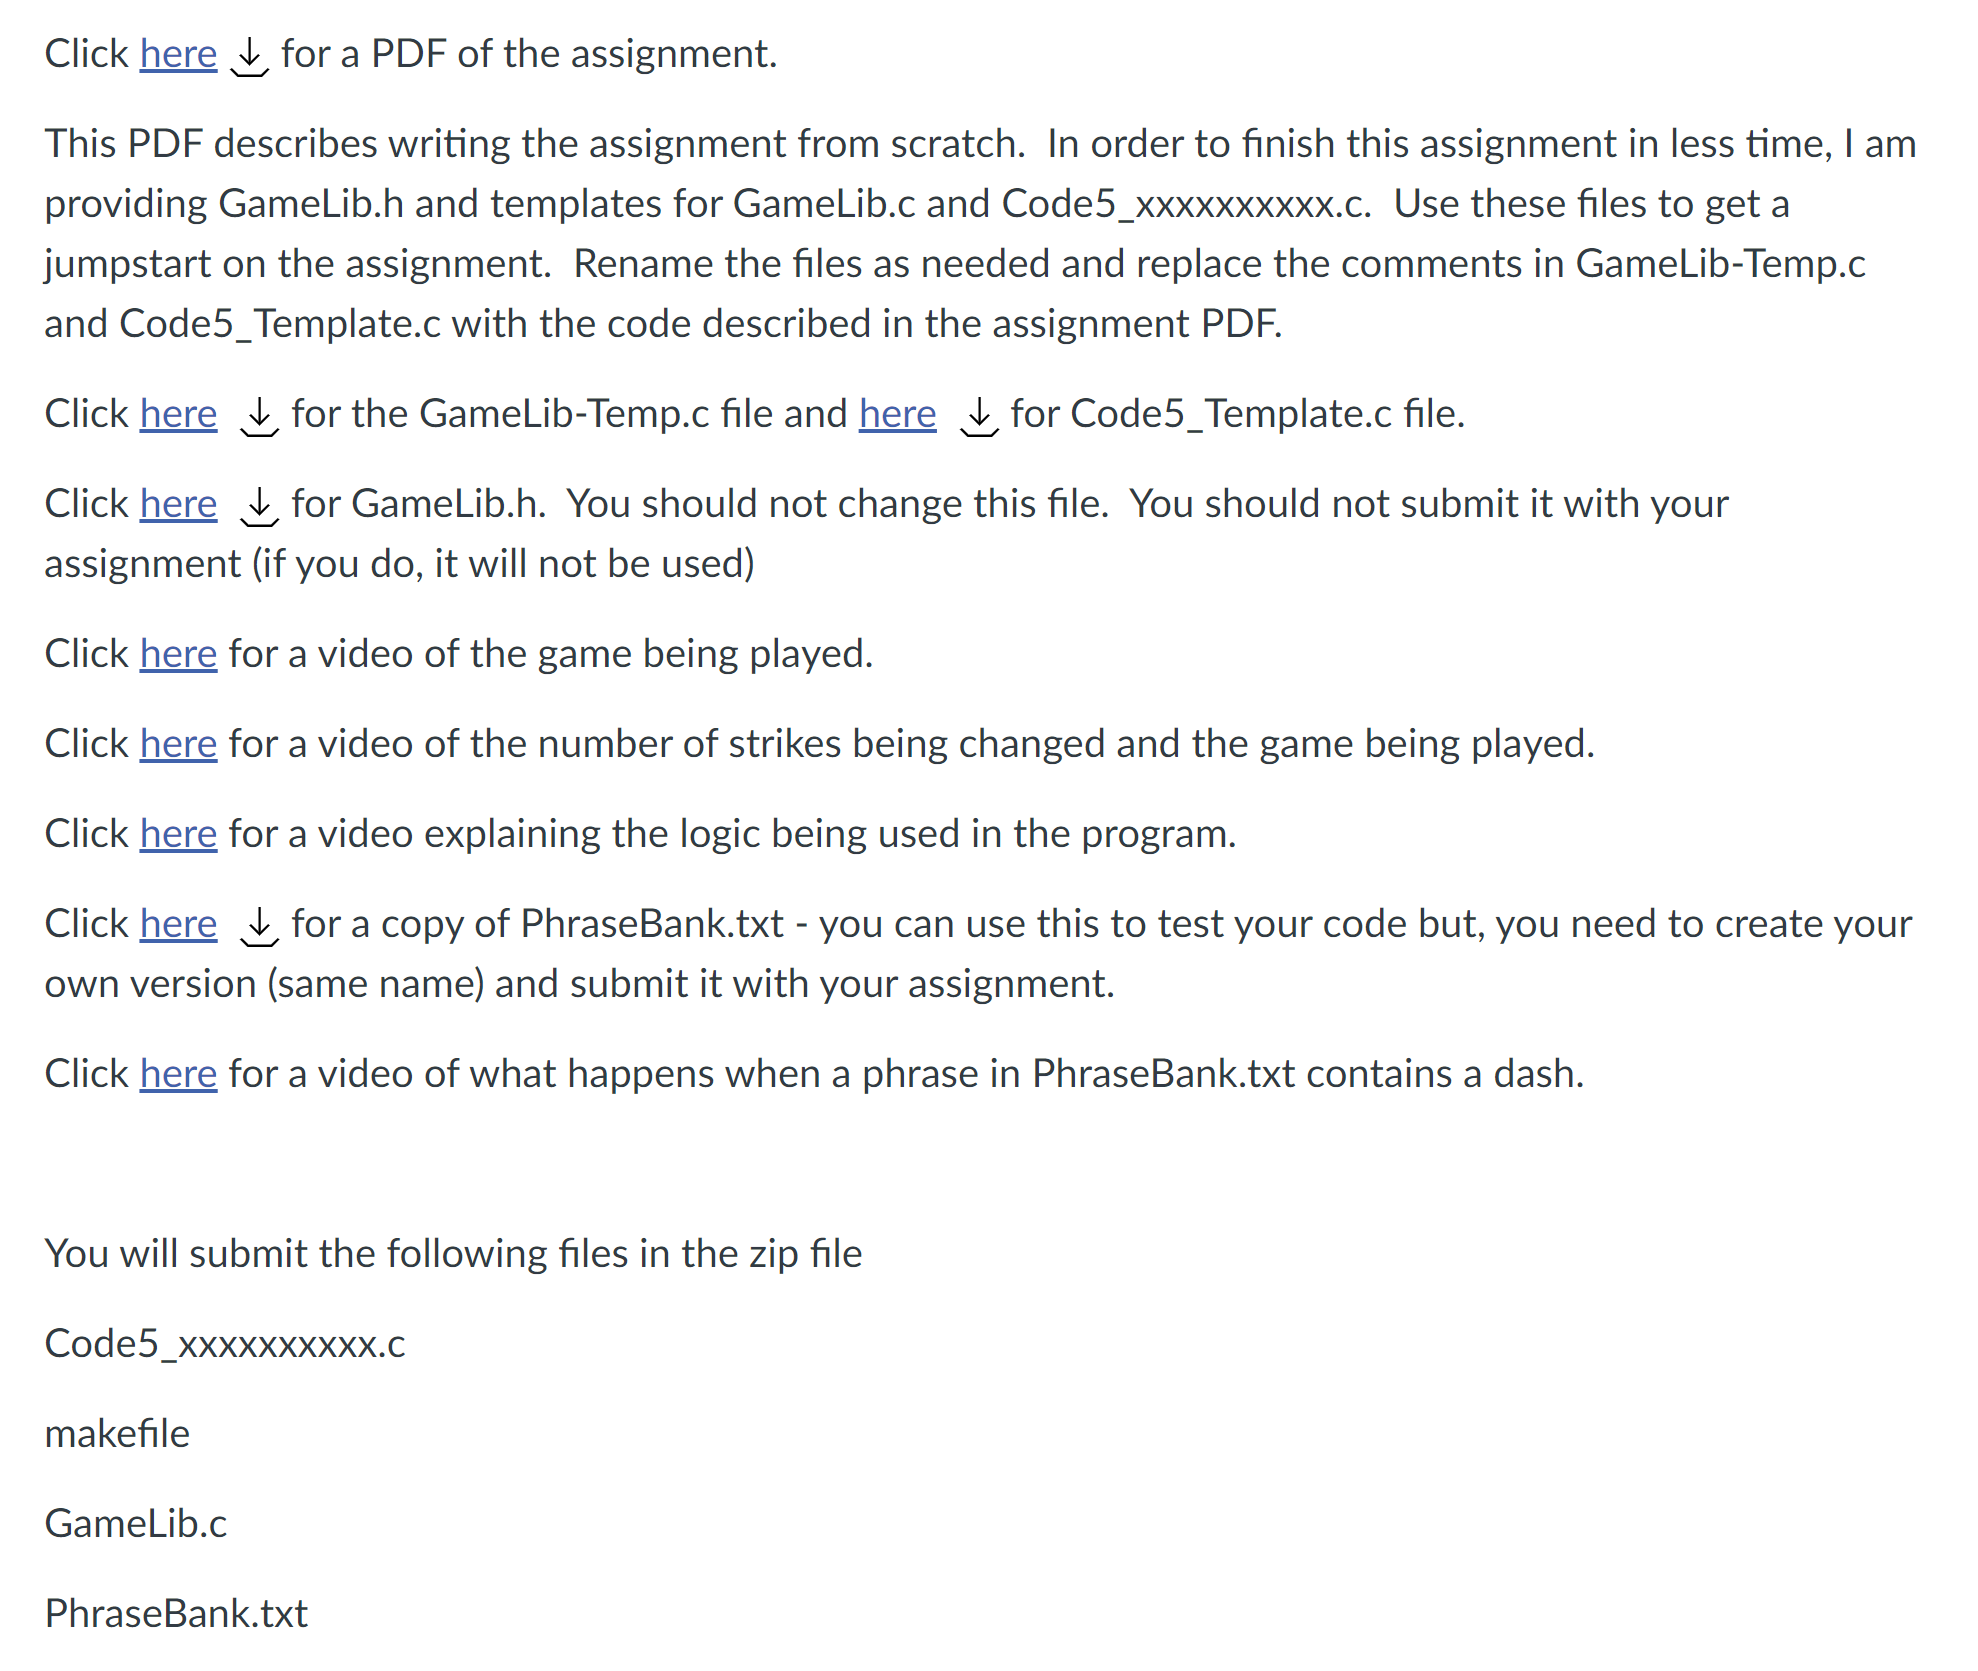 Click here for a PDF of the assignment.
This PDF describes writing the assignment from scratch.  In order to finish this assignment in less time, I am
providing GameLib.h and templates for GameLib.c and Code5_xxxxxxxxxx.c.  Use these files to get a
jumpstart on the assignment.  Rename the files as needed and replace the comments in GameLib-Temp.c
and Code5_Template.c with the code described in the assignment PDF.
Click here for the GameLib-Temp.c file and here for Code5_Template.c file.
Click here for GameLib.h.  You should not change this file.  You should not submit it with your
assignment (if you do, it will not be used)
Click here for a video of the game being played.
Click here for a video of the number of strikes being changed and the game being played.
Click here for a video explaining the logic being used in the program.
Click here for a copy of PhraseBank.txt - you can use this to test your code but, you need to create your
own version (same name) and submit it with your assignment.
Click here for a video of what happens when a phrase in PhraseBank.txt contains a dash.
You will submit the following files in the zip file
Code5_xxxxxxxxxx.c
makefile
GameLib.c
PhraseBank.txt